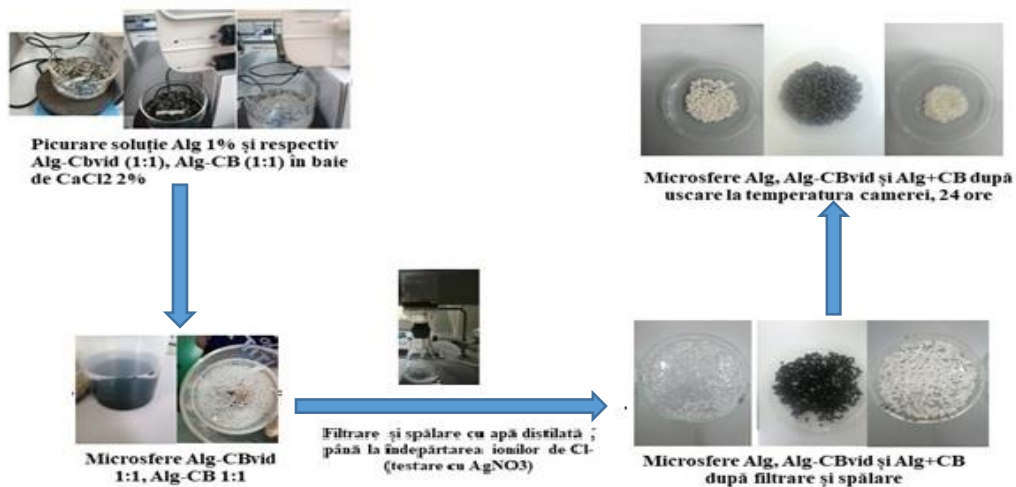 Picurare soluție Alg 1% și respectiv
Alg-Cbvid (1:1), Alg-CB (1:1) în baie
de CaCl2 2%
Microsfere Alg-CBvid
1:1, Alg-CB 1:1
Filtrare și spălare cu apă distilată ;
până la îndepărtarea ionilor de Cl-
(testare cu AgNO3)
Microsfere Alg, Alg-CBvid și Alg+CB
după filtrare și spălare
Microsfere Alg, Alg-CBvid și Alg+CB după
uscare la temperatura camerei, 24 ore